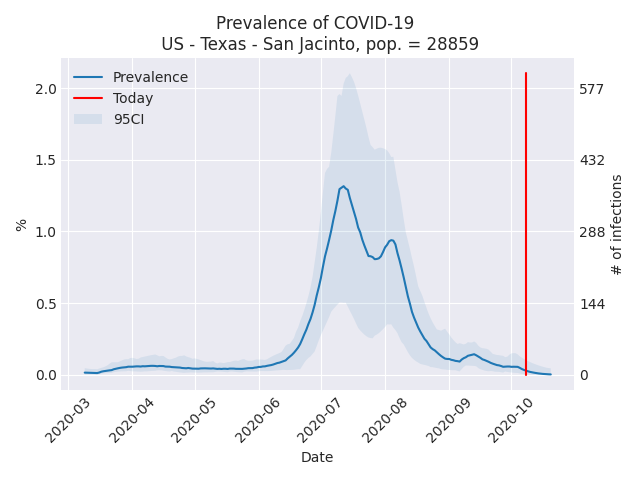 Prevalence of COVID-19
US - Texas - San Jacinto, pop. = 28859
Prevalence
Today
95CI
2.0
1.5
1.0
0.5
0.0
%
577
432
288
144
0
# of infections
2020-03
2020-04
2020-05
2020-06
2020-07
2020-08
2020-09
2020-10
Date